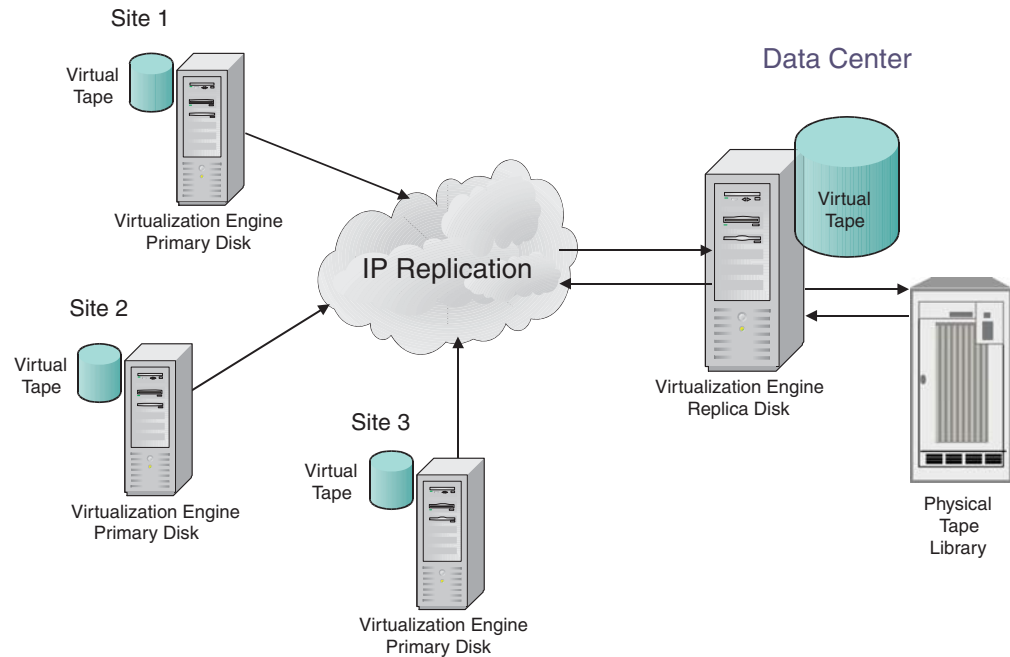 Site 1
Virtual
Tape
Virtualization Engine
Primary Disk
Data Center
Virtual
Tape
IP Replication
Virtualization Engine
Replica Disk
Physical
Tape
Library
Site 2
Virtual
Tape
Virtualization Engine
Primary Disk
Site 3
Virtual
Tape
Virtualization Engine
Primary Disk